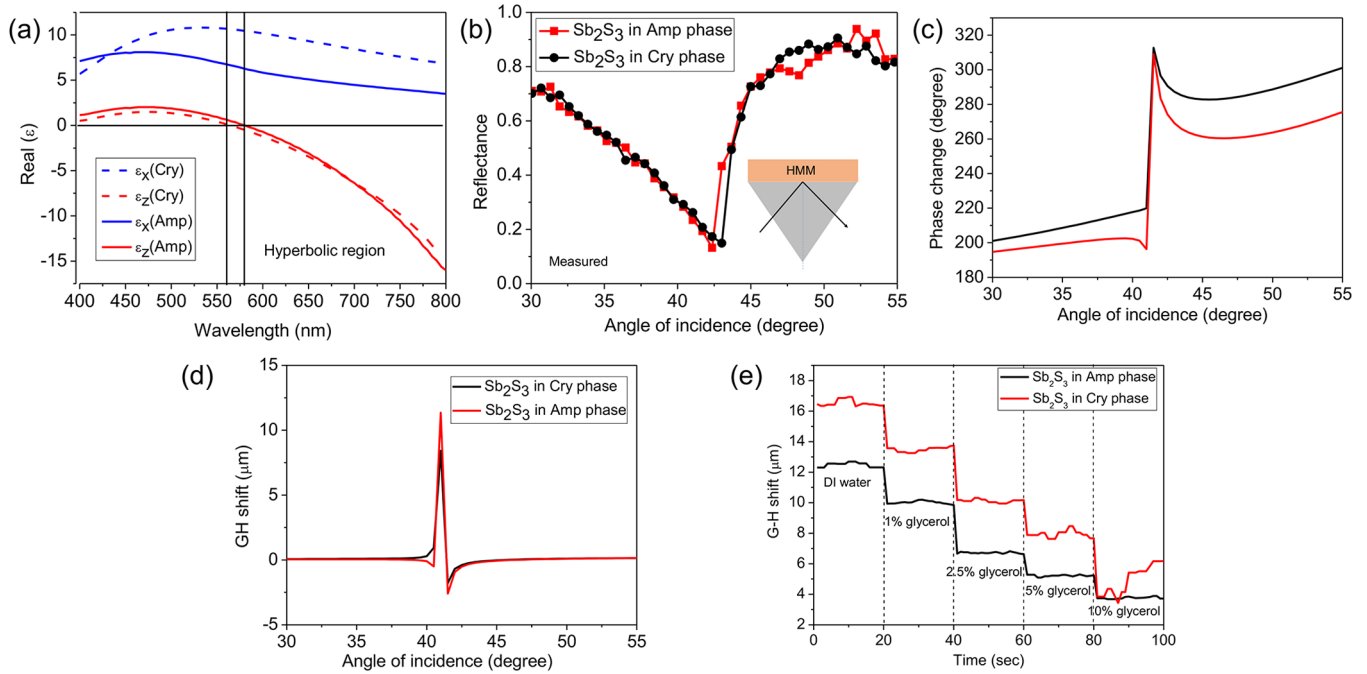 (a)
10
5
0
-5
-10
-15
Real (ε)
εx(Cry)
εz(Cry)
εx(Amp)
εz(Amp)
Hyperbolic region
400 450 500 550 600 650 700 750 800
Wavelength (nm)
(b)
1.0
0.8
0.6
0.4
0.2
0.0
Reflectance
Sb2S3 in Amp phase
Sb2S3 in Cry phase
HMM
Measured
30 35 40 45 50 55
Angle of incidence (degree)
(c)
320
300
280
260
240
220
200
180
Phase change (degree)
30 35 40 45 50 55
Angle of incidence (degree)
(d)
15
10
5
0
-5
GH shift (μm)
Sb2S3 in Cry phase
Sb2S3 in Amp phase
30 35 40 45 50 55
Angle of incidence (degree)
(e)
18
16
14
12
10
8
6
4
2
G-H shift (μm)
Sb2S3 in Amp phase
Sb2S3 in Cry phase
DI water
1% glycerol
2.5% glycerol
5% glycerol
10% glycerol
0 20 40 60 80 100
Time (sec)